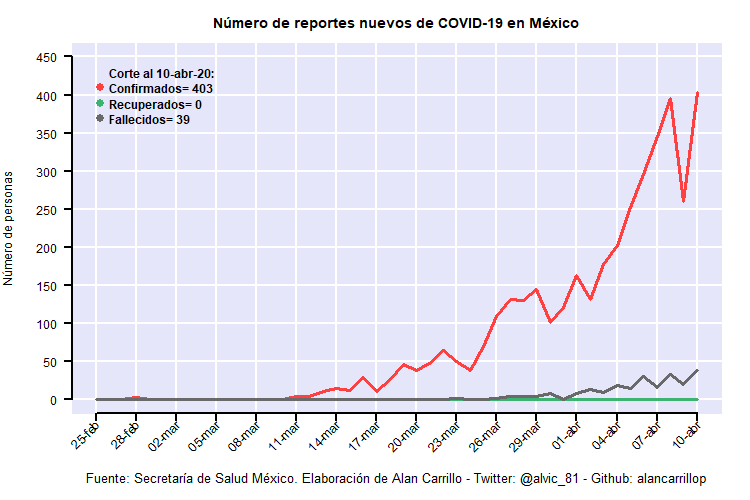 Número de reportes nuevos de COVID-19 en México
Número de personas
450
400
350
300
250
200
150
100
50
0
Corte al 10-abr-20:
Confirmados= 403
Recuperados= 0
Fallecidos= 39
25-feb
28-feb
02-mar
05-mar
08-mar
11-mar
14-mar
17-mar
20-mar
23-mar
26-mar
29-mar
01-abr
04-abr
07-abr
10-abr
Fuente: Secretaría de Salud México. Elaboración de Alan Carrillo - Twitter: @alvic_81 - Github: alancarrillop